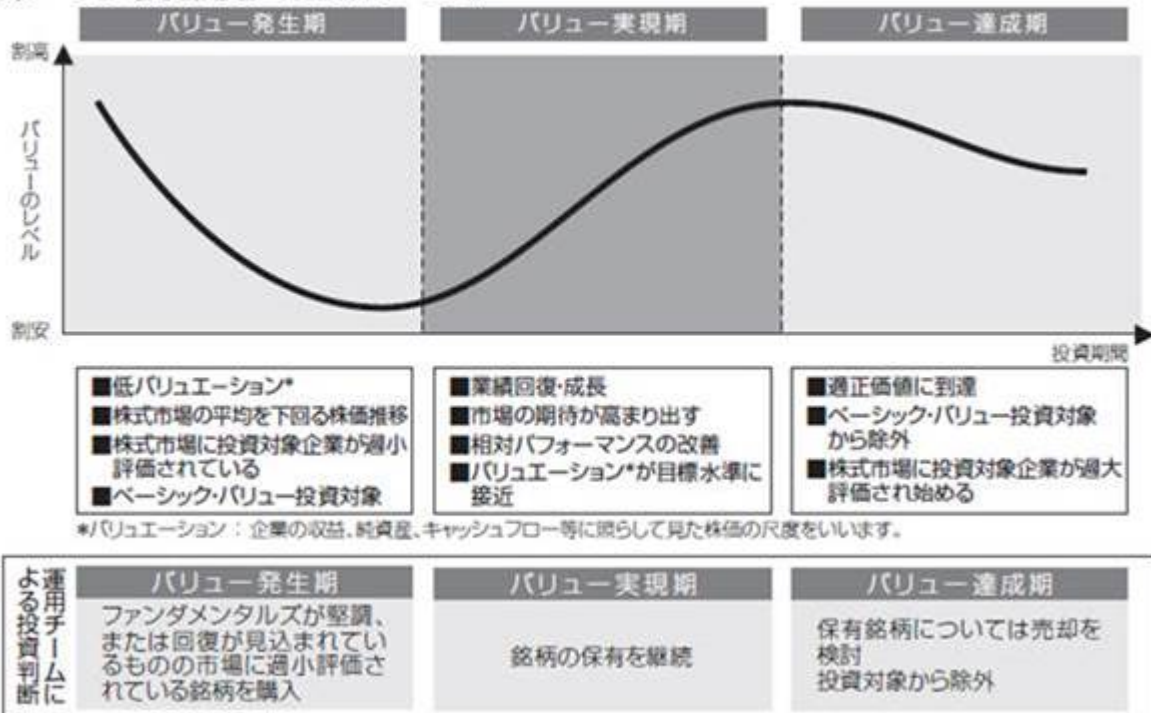 バリュー発生期
バリュー実現期
バリュー達成期
割高
バリューのレベル
割安
投資期間
■低バリュエーション*
■株式市場の平均を下回る株価推移
■株式市場に投資対象企業が過小
評価されている
■ベーシック・バリュー投資対象
■業績回復・成長
■市場の期待が高まり出す
■相対パフォーマンスの改善
■バリュエーション*が目標水準に
接近
■適正価値に到達
■ベーシック・バリュー投資対象
から除外
■株式市場に投資対象企業が過大
評価され始める
*バリュエーション：企業の収益、純資産、キャッシュフロー等に照らして見た株価の尺度をいいます。
運用チームに
よる投資判断
バリュー発生期
ファンダメンタルズが堅調、
または回復が見込まれてい
るものの市場に過小評価さ
れている銘柄を購入
バリュー実現期
銘柄の保有を継続
バリュー達成期
保有銘柄については売却を
検討
投資対象から除外